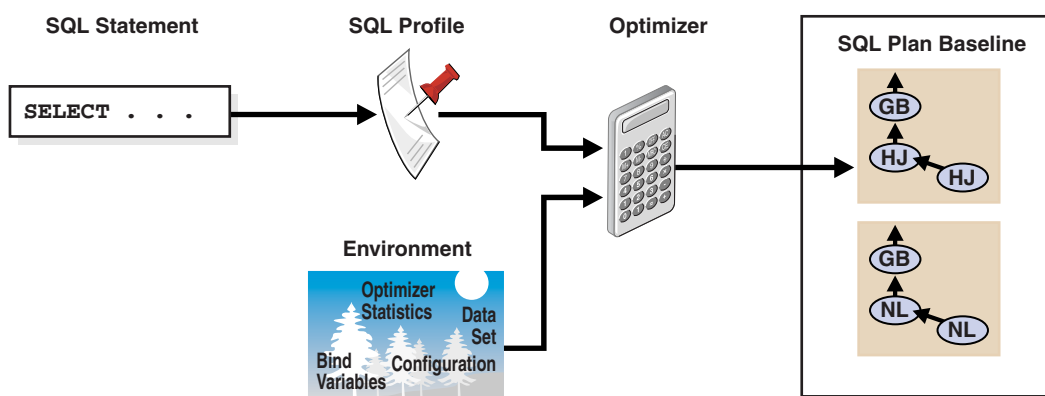 SQL Statement
SQL Profile
Optimizer
SQL Plan Baseline
SELECT . . .
GB
HJ
HJ
Environment
Optimizer
Statistics
Data
Set
Bind
Variables
Configuration
GB
NL
NL